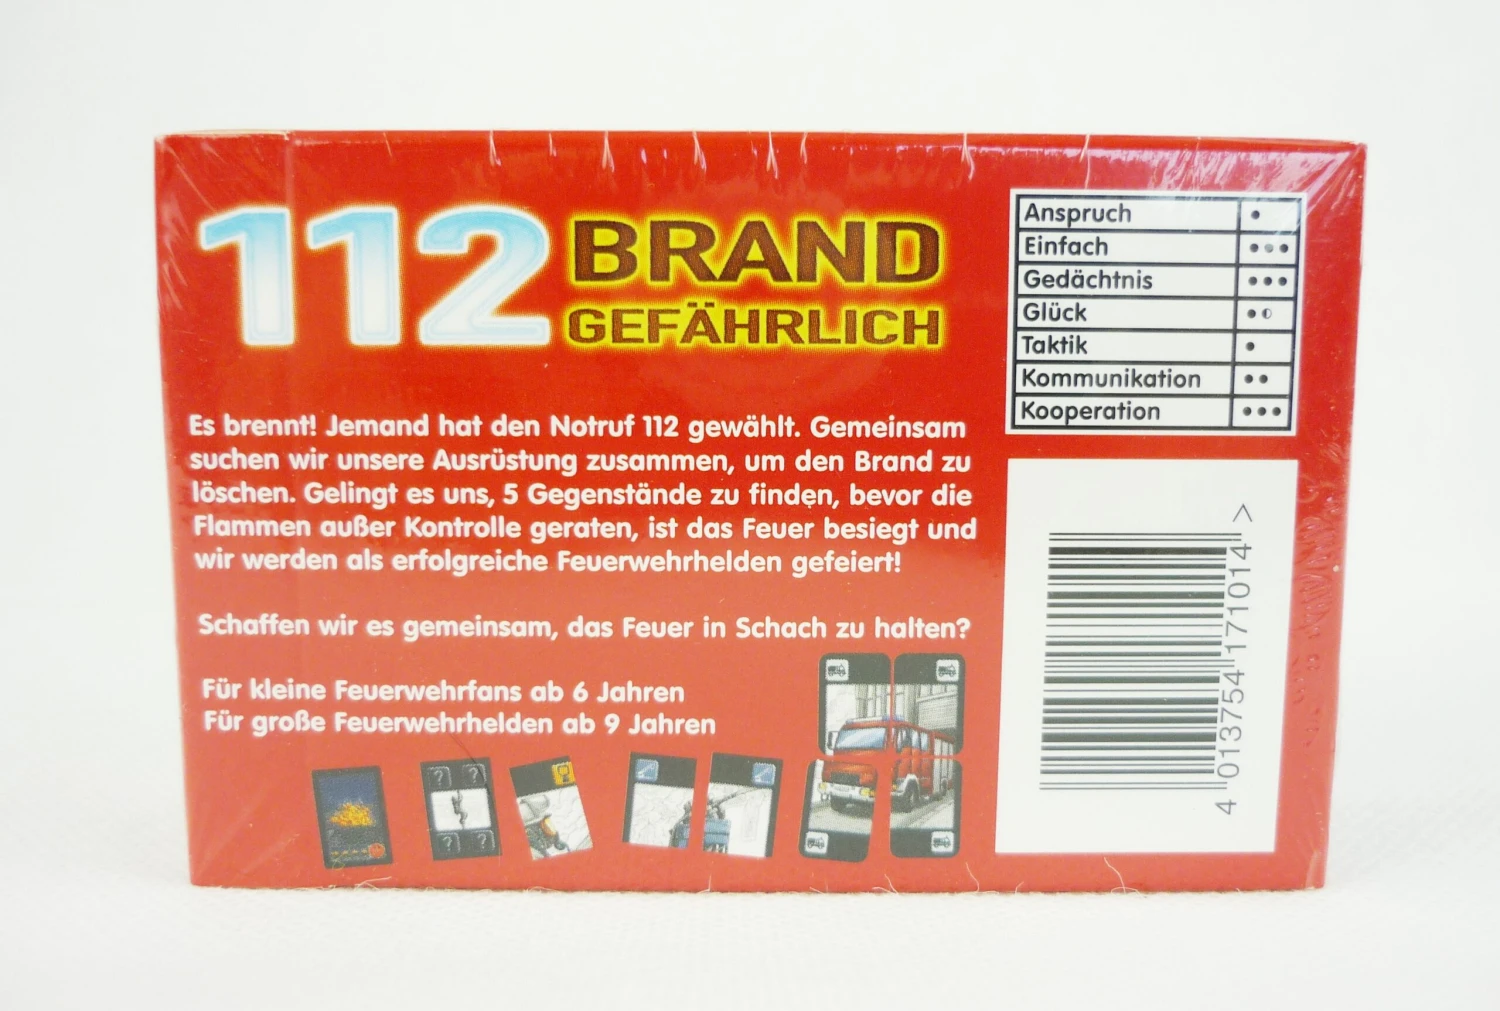 112 BRAND
GEFÄHRLICH
Es brennt! Jemand hat den Notruf 112 gewählt. Gemeinsam
suchen wir unsere Ausrüstung zusammen, um den Brand zu
löschen. Gelingt es uns, 5 Gegenstände zu finden, bevor die
Flammen außer Kontrolle geraten, ist das Feuer besiegt und
wir werden als erfolgreiche Feuerwehrhelden gefeiert!
Schaffen wir es gemeinsam, das Feuer in Schach zu halten?
Für kleine Feuerwehrfans ab 6 Jahren
Für große Feuerwehrhelden ab 9 Jahren
? ?
? ?
Anspruch
Einfach
Gedächtnis
Glück
Taktik
Kommunikation
Kooperation
4 013754 171014 >